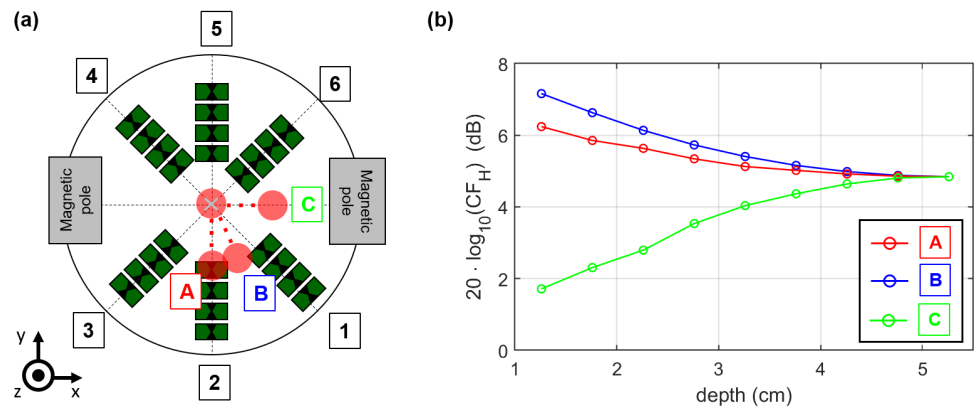 (a)
5
4
6
Magnetic
pole
Magnetic
pole
C
A
B
3
1
2
y
z
x
(b)
20 · log10(CFH) (dB)
8
6
4
2
0
1
2
3
4
5
depth (cm)
A
B
C